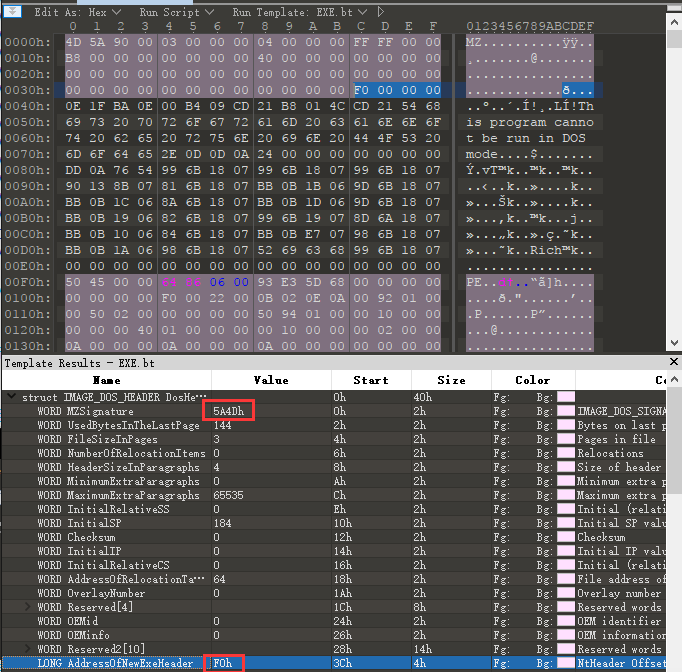 Edit As: Hex Run Script Run Template: EXE.bt
0 1 2 3 4 5 6 7 8 9 A B C D E F 0123456789ABCDEF
0000h: 4D 5A 90 00 03 00 00 00 04 00 00 00 FF FF 00 00 MZ..........ÿÿ..
0010h: B8 00 00 00 00 00 00 00 40 00 00 00 00 00 00 00 ¸.......@.......
0020h: 00 00 00 00 00 00 00 00 00 00 00 00 00 00 00 00 ................
0030h: 00 00 00 00 00 00 00 00 00 00 00 00 F0 00 00 00 ............ð...
0040h: 0E 1F BA 0E 00 B4 09 CD 21 B8 01 4C CD 21 54 68 ..º..´.Í!¸.LÍ!Th
0050h: 69 73 20 70 72 6F 67 72 61 6D 20 63 61 6E 6E 6F is program canno
0060h: 74 20 62 65 20 72 75 6E 20 69 6E 20 44 4F 53 20 t be run in DOS
0070h: 6D 6F 64 65 2E 0D 0D 0A 24 00 00 00 00 00 00 00 mode....$.......
0080h: DD 0A 76 54 99 6B 18 07 99 6B 18 07 99 6B 18 07 Ý.vT™k..™k..™k..
0090h: 90 13 8B 07 81 6B 18 07 BB 0B 1B 06 9D 6B 18 07 ..‹..k..»....k..
00A0h: BB 0B 1C 06 8A 6B 18 07 BB 0B 1D 06 9D 6B 18 07 »...Šk..»....k..
00B0h: BB 0B 19 06 82 6B 18 07 99 6B 19 07 8D 6A 18 07 »...‚k..™k...j..
00C0h: BB 0B 10 06 84 6B 18 07 BB 0B E7 07 98 6B 18 07 »...„k..».ç.˜k..
00D0h: BB 0B 1A 06 98 6B 18 07 52 69 63 68 99 6B 18 07 »...˜k..Rich™k..
00E0h: 00 00 00 00 00 00 00 00 00 00 00 00 00 00 00 00 ................
00F0h: 50 45 00 00 64 86 06 00 93 E3 5D 68 00 00 00 00 PE..d†..“ã]h....
0100h: 00 00 00 00 F0 00 22 00 0B 02 0E 0A 00 92 01 00 ....ð."......’..
0110h: 00 50 02 00 00 00 00 00 50 94 01 00 00 10 00 00 .P......P”......
0120h: 00 00 00 40 01 00 00 00 00 10 00 00 00 02 00 00 ...@............
0130h: 0A 00 00 00 0A 00 00 00 0A 00 00 00 00 00 00 00 ................
Template Results - EXE.bt
Name Value Start Size Color
struct IMAGE_DOS_HEADER DosHe··· 0h 40h Fg: Bg:
WORD MZSignature 5A4Dh 0h 2h Fg: Bg: IMAGE_DOS_SIGNA
WORD UsedBytesInTheLastPage 144 2h 2h Fg: Bg: Bytes on last p
WORD FileSizeInPages 3 4h 2h Fg: Bg: Pages in file
WORD NumberOfRelocationItems 0 6h 2h Fg: Bg: Relocations
WORD HeaderSizeInParagraphs 4 8h 2h Fg: Bg: Size of header
WORD MinimumExtraParagraphs 0 Ah 2h Fg: Bg: Minimum extra p
WORD MaximumExtraParagraphs 65535 Ch 2h Fg: Bg: Maximum extra p
WORD InitialRelativeSS 0 Eh 2h Fg: Bg: Initial (relati
WORD InitialSP 184 10h 2h Fg: Bg: Initial SP valu
WORD Checksum 0 12h 2h Fg: Bg: Checksum
WORD InitialIP 0 14h 2h Fg: Bg: Initial IP valu
WORD InitialRelativeCS 0 16h 2h Fg: Bg: Initial (relati
WORD AddressOfRelocationTa··· 64 18h 2h Fg: Bg: File address of
WORD OverlayNumber 0 1Ah 2h Fg: Bg: Overlay number
WORD Reserved[4] 1Ch 8h Fg: Bg: Reserved words
WORD OEMid 0 24h 2h Fg: Bg: OEM identifier
WORD OEMinfo 0 26h 2h Fg: Bg: OEM information
WORD Reserved2[10] 28h 14h Fg: Bg: Reserved words
LONG AddressOfNewExeHeader F0h 3Ch 4h Fg: Bg: NtHeader Offset